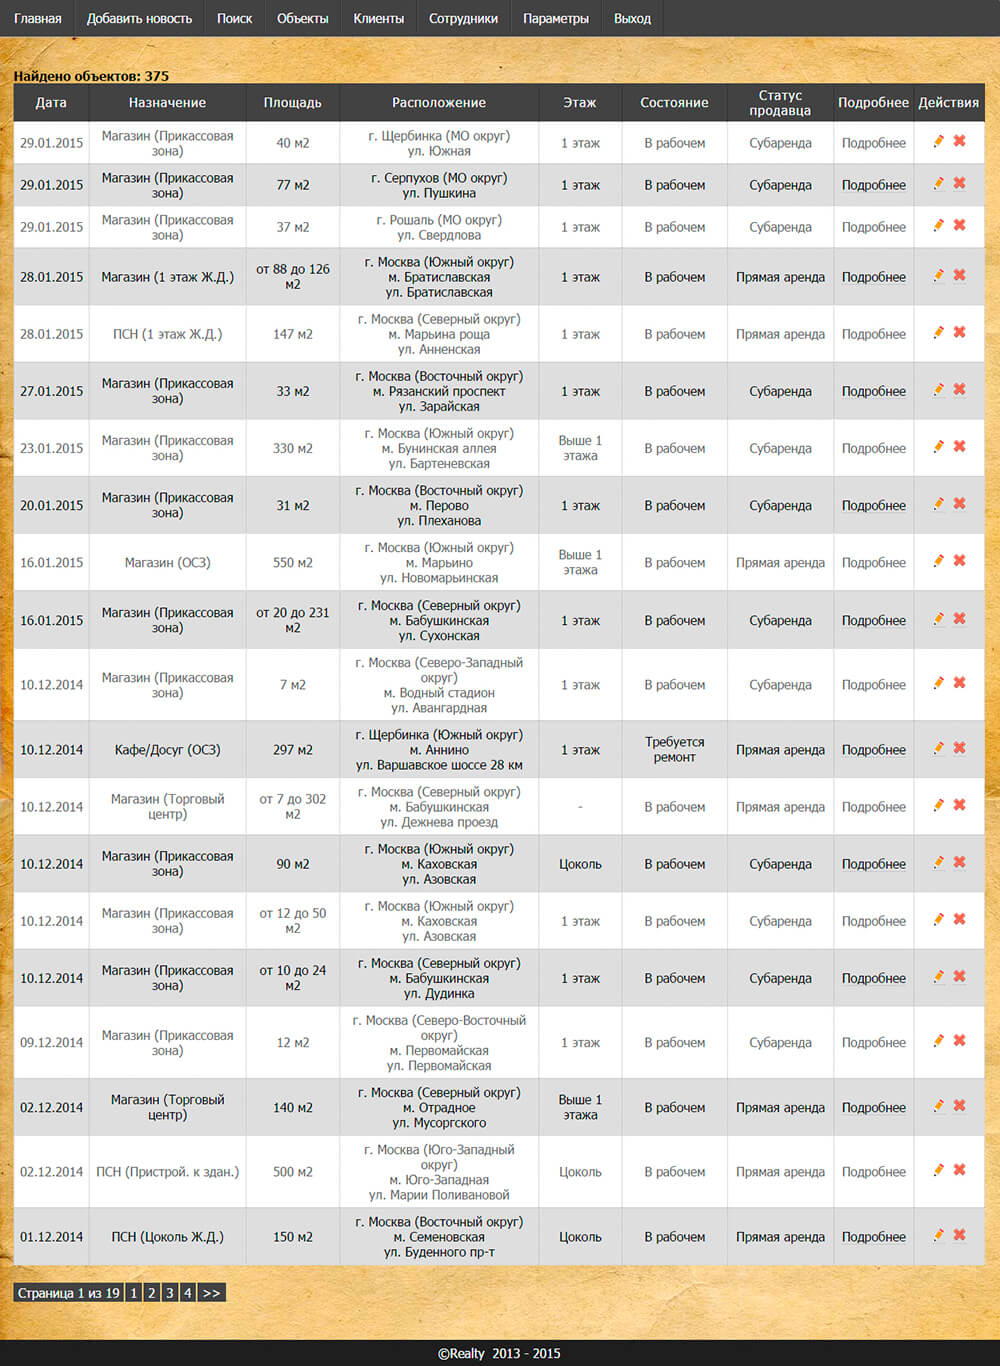 Главная Добавить новость Поиск Объекты Клиенты Сотрудники Параметры Выход
Найдено объектов: 375
Дата Назначение Площадь Расположение Этаж Состояние Статус продавца Подробнее Действия
29.01.2015 Магазин (Прикассовая зона) 40 м2 г. Щербинка (МО округ) ул. Южная 1 этаж В рабочем Субаренда Подробнее
29.01.2015 Магазин (Прикассовая зона) 77 м2 г. Серпухов (МО округ) ул. Пушкина 1 этаж В рабочем Субаренда Подробнее
29.01.2015 Магазин (Прикассовая зона) 37 м2 г. Рошаль (МО округ) ул. Свердлова 1 этаж В рабочем Субаренда Подробнее
28.01.2015 Магазин (1 этаж Ж.Д.) от 88 до 126 м2 г. Москва (Южный округ) м. Братиславская ул. Братиславская 1 этаж В рабочем Прямая аренда Подробнее
28.01.2015 ПСН (1 этаж Ж.Д.) 147 м2 г. Москва (Северный округ) м. Марьина роща ул. Анненская 1 этаж В рабочем Прямая аренда Подробнее
27.01.2015 Магазин (Прикассовая зона) 33 м2 г. Москва (Восточный округ) м. Рязанский проспект ул. Зарайская 1 этаж В рабочем Субаренда Подробнее
23.01.2015 Магазин (Прикассовая зона) 330 м2 г. Москва (Южный округ) м. Бунинская аллея ул. Бартеневская Выше 1 этажа В рабочем Субаренда Подробнее
20.01.2015 Магазин (Прикассовая зона) 31 м2 г. Москва (Восточный округ) м. Перово ул. Плеханова 1 этаж В рабочем Субаренда Подробнее
16.01.2015 Магазин (ОСЗ) 550 м2 г. Москва (Южный округ) м. Марьино ул. Новомарьинская Выше 1 этажа В рабочем Прямая аренда Подробнее
16.01.2015 Магазин (Прикассовая зона) от 20 до 231 м2 г. Москва (Северный округ) м. Бабушкинская ул. Сухонская 1 этаж В рабочем Субаренда Подробнее
10.12.2014 Магазин (Прикассовая зона) 7 м2 г. Москва (Северо-Западный округ) м. Водный стадион ул. Авангардная 1 этаж В рабочем Субаренда Подробнее
10.12.2014 Кафе/Досуг (ОСЗ) 297 м2 г. Щербинка (Южный округ) м. Аннино ул. Варшавское шоссе 28 км 1 этаж Требуется ремонт Прямая аренда Подробнее
10.12.2014 Магазин (Торговый центр) от 7 до 302 м2 г. Москва (Северный округ) м. Бабушкинская ул. Дежнева проезд - В рабочем Прямая аренда Подробнее
10.12.2014 Магазин (Прикассовая зона) 90 м2 г. Москва (Южный округ) м. Каховская ул. Азовская Цоколь В рабочем Субаренда Подробнее
10.12.2014 Магазин (Прикассовая зона) от 12 до 50 м2 г. Москва (Южный округ) м. Каховская ул. Азовская 1 этаж В рабочем Субаренда Подробнее
10.12.2014 Магазин (Прикассовая зона) от 10 до 24 м2 г. Москва (Северный округ) м. Бабушкинская ул. Дудинка 1 этаж В рабочем Субаренда Подробнее
09.12.2014 Магазин (Прикассовая зона) 12 м2 г. Москва (Северо-Восточный округ) м. Первомайская ул. Первомайская 1 этаж В рабочем Субаренда Подробнее
02.12.2014 Магазин (Торговый центр) 140 м2 г. Москва (Северный округ) м. Отрадное ул. Мусоргского Выше 1 этажа В рабочем Прямая аренда Подробнее
02.12.2014 ПСН (Пристрой. к здан.) 500 м2 г. Москва (Юго-Западный округ) м. Юго-Западная ул. Марии Поливановой Цоколь В рабочем Прямая аренда Подробнее
01.12.2014 ПСН (Цоколь Ж.Д.) 150 м2 г. Москва (Восточный округ) м. Семеновская ул. Буденного пр-т Цоколь В рабочем Прямая аренда Подробнее
Страница 1 из 19 1 2 3 4 >>
©Realty 2013 - 2015